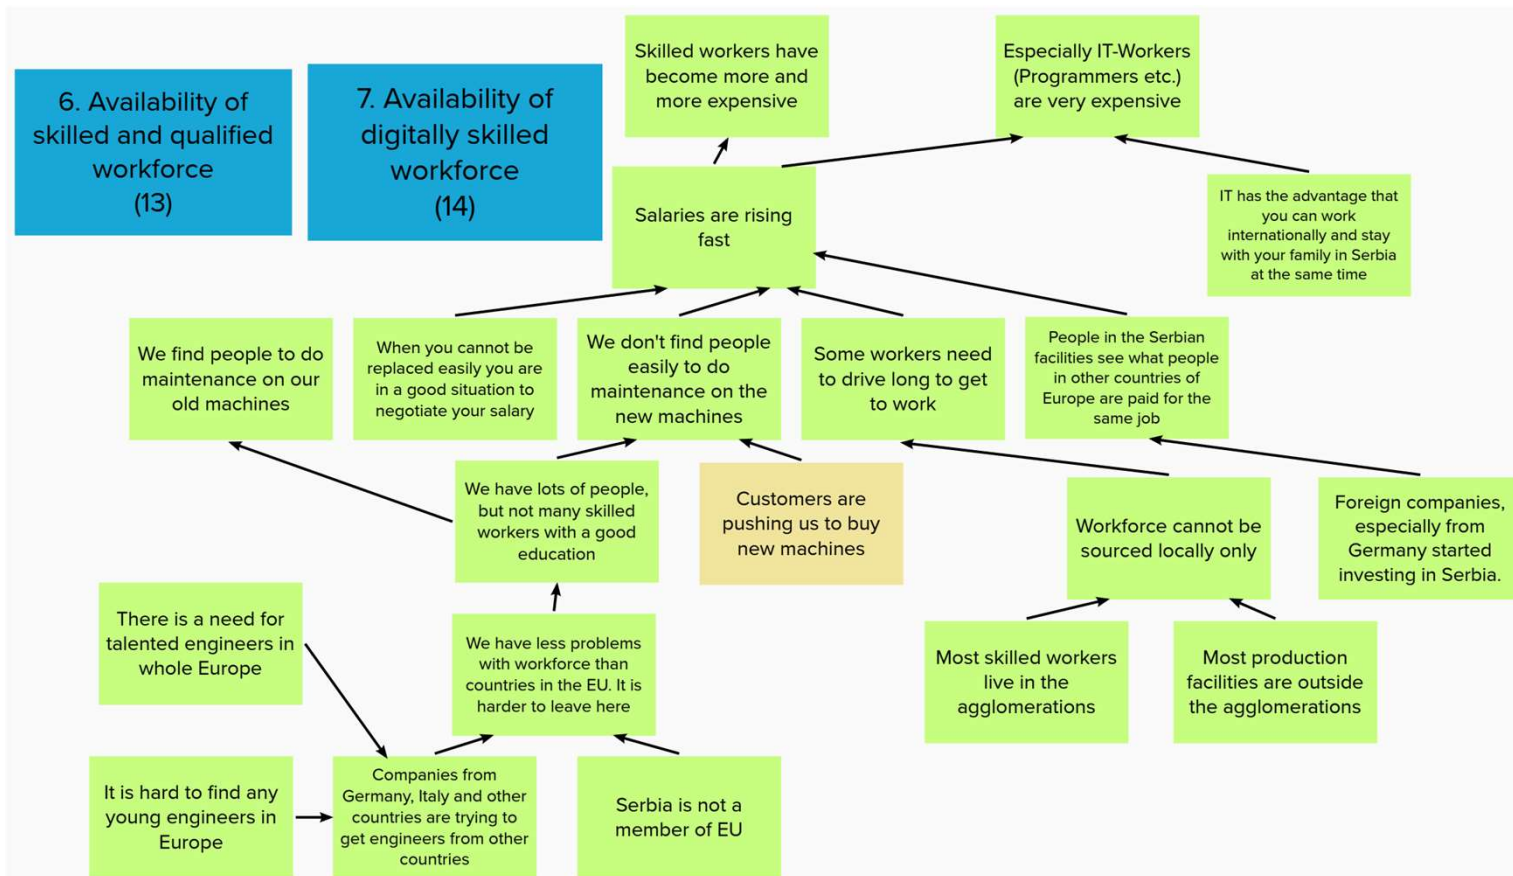 6. Availability of
skilled and qualified
workforce
(13)
7. Availability of
digitally skilled
workforce
(14)
Skilled workers have
become more and
more expensive
Especially IT-Workers
(Programmers etc.)
are very expensive
Salaries are rising
fast
IT has the advantage that
you can work
internationally and stay
with your family in Serbia
at the same time
We find people to do
maintenance on our
old machines
When you cannot be
replaced easily you are
in a good situation to
negotiate your salary
We don't find people
easily to do
maintenance on the
new machines
Some workers need
to drive long to get
to work
People in the Serbian
facilities see what people
in other countries of
Europe are paid for the
same job
We have lots of people,
but not many skilled
workers with a good
education
Customers are
pushing us to buy
new machines
Workforce cannot be
sourced locally only
Foreign companies,
especially from
Germany started
investing in Serbia.
There is a need for
talented engineers in
whole Europe
We have less problems
with workforce than
countries in the EU. It is
harder to leave here
Most skilled workers
live in the
agglomerations
Most production
facilities are outside
the agglomerations
It is hard to find any
young engineers in
Europe
Companies from
Germany, Italy and other
countries are trying to
get engineers from other
countries
Serbia is not a
member of EU